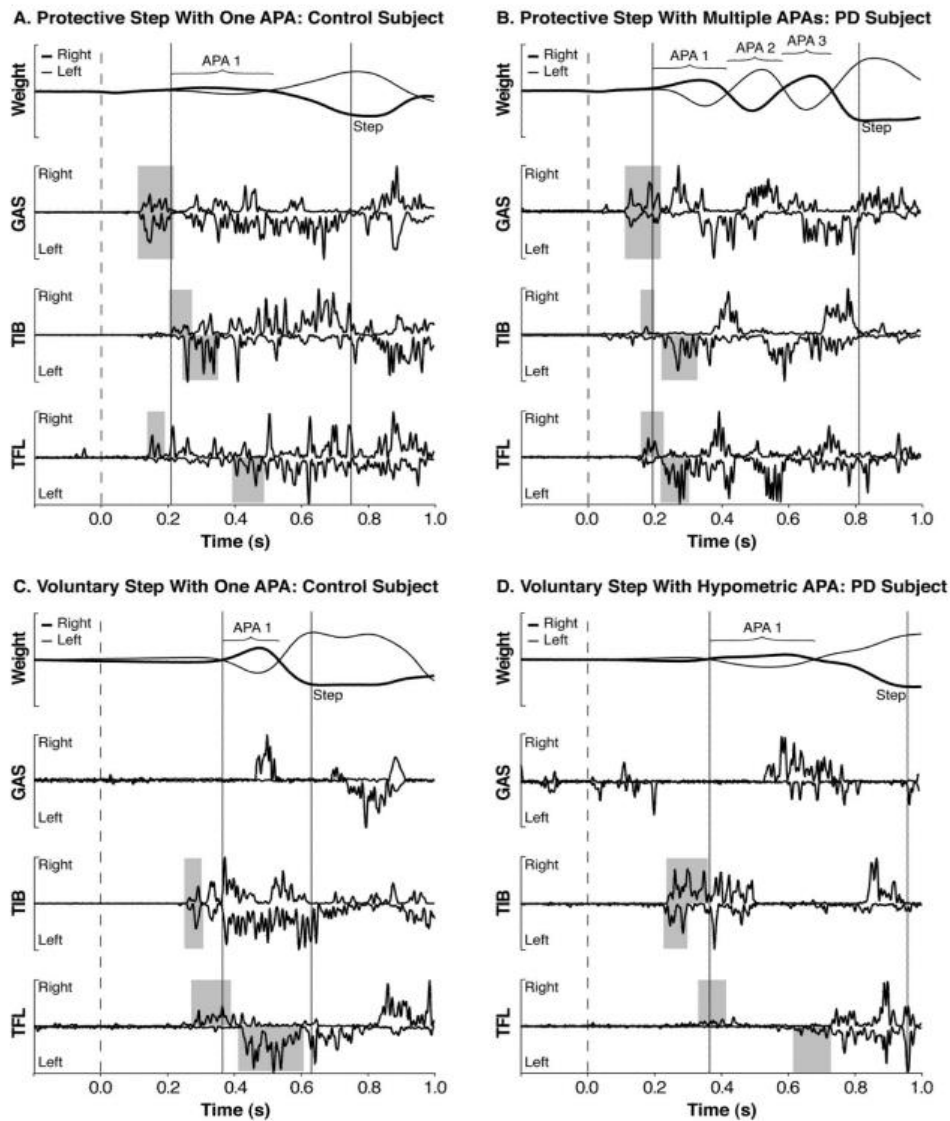 A. Protective Step With One APA: Control Subject
Weight
Right
Left
APA 1
Step
GAS
Right
Left
TIB
Right
Left
TFL
Right
Left
0.0 0.2 0.4 0.6 0.8 1.0
Time (s)
B. Protective Step With Multiple APAs: PD Subject
Weight
Right
Left
APA 1 APA 2 APA 3
Step
GAS
Right
Left
TIB
Right
Left
TFL
Right
Left
0.0 0.2 0.4 0.6 0.8 1.0
Time (s)
C. Voluntary Step With One APA: Control Subject
Weight
Right
Left
APA 1
Step
GAS
Right
Left
TIB
Right
Left
TFL
Right
Left
0.0 0.2 0.4 0.6 0.8 1.0
Time (s)
D. Voluntary Step With Hypometric APA: PD Subject
Weight
Right
Left
APA 1
Step
GAS
Right
Left
TIB
Right
Left
TFL
Right
Left
0.0 0.2 0.4 0.6 0.8 1.0
Time (s)